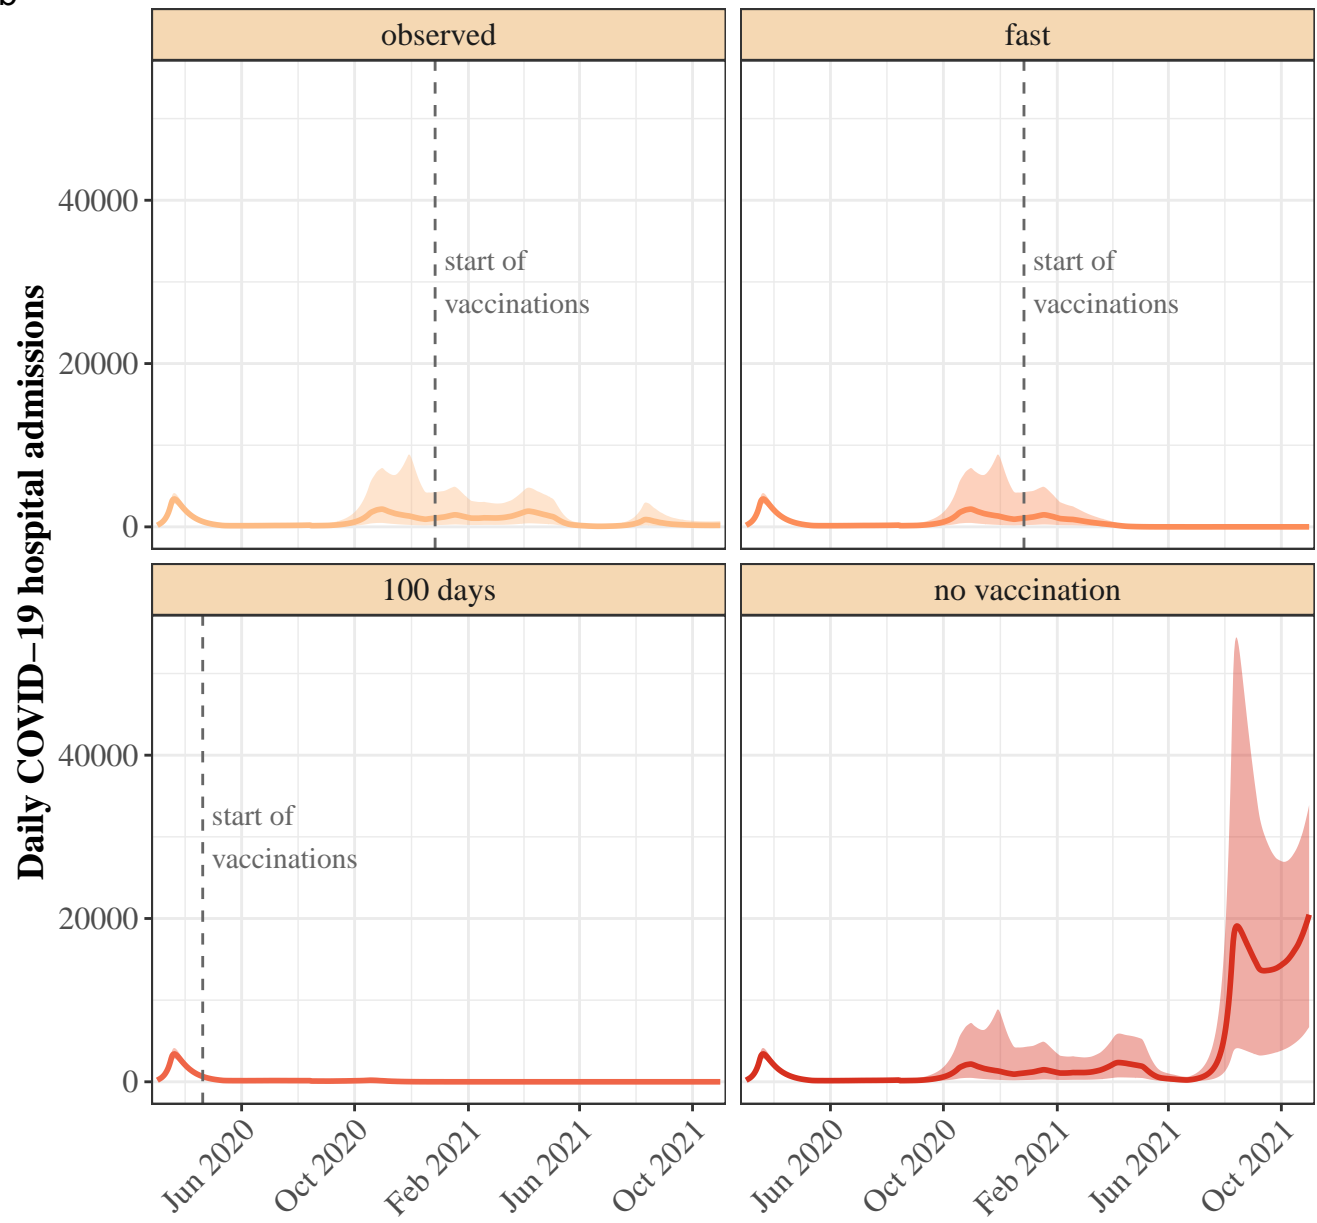 b
observed
fast
40000
20000
0
start of
vaccinations
start of
vaccinations
Daily COVID−19 hospital admissions
100 days
no vaccination
40000
20000
0
start of
vaccinations
Jun 2020
Oct 2020
Feb 2021
Jun 2021
Oct 2021
Jun 2020
Oct 2020
Feb 2021
Jun 2021
Oct 2021